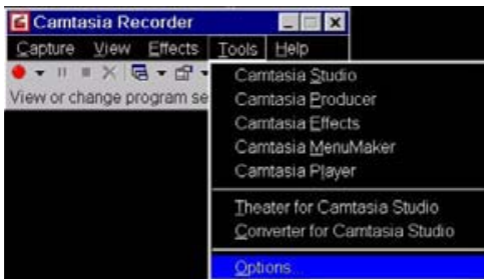 Camtasia Recorder
Capture View Effects Tools Help
View or change program se
Camtasia Studio
Camtasia Producer
Camtasia Effects
Camtasia MenuMaker
Camtasia Player
Theater for Camtasia Studio
Converter for Camtasia Studio
Options...